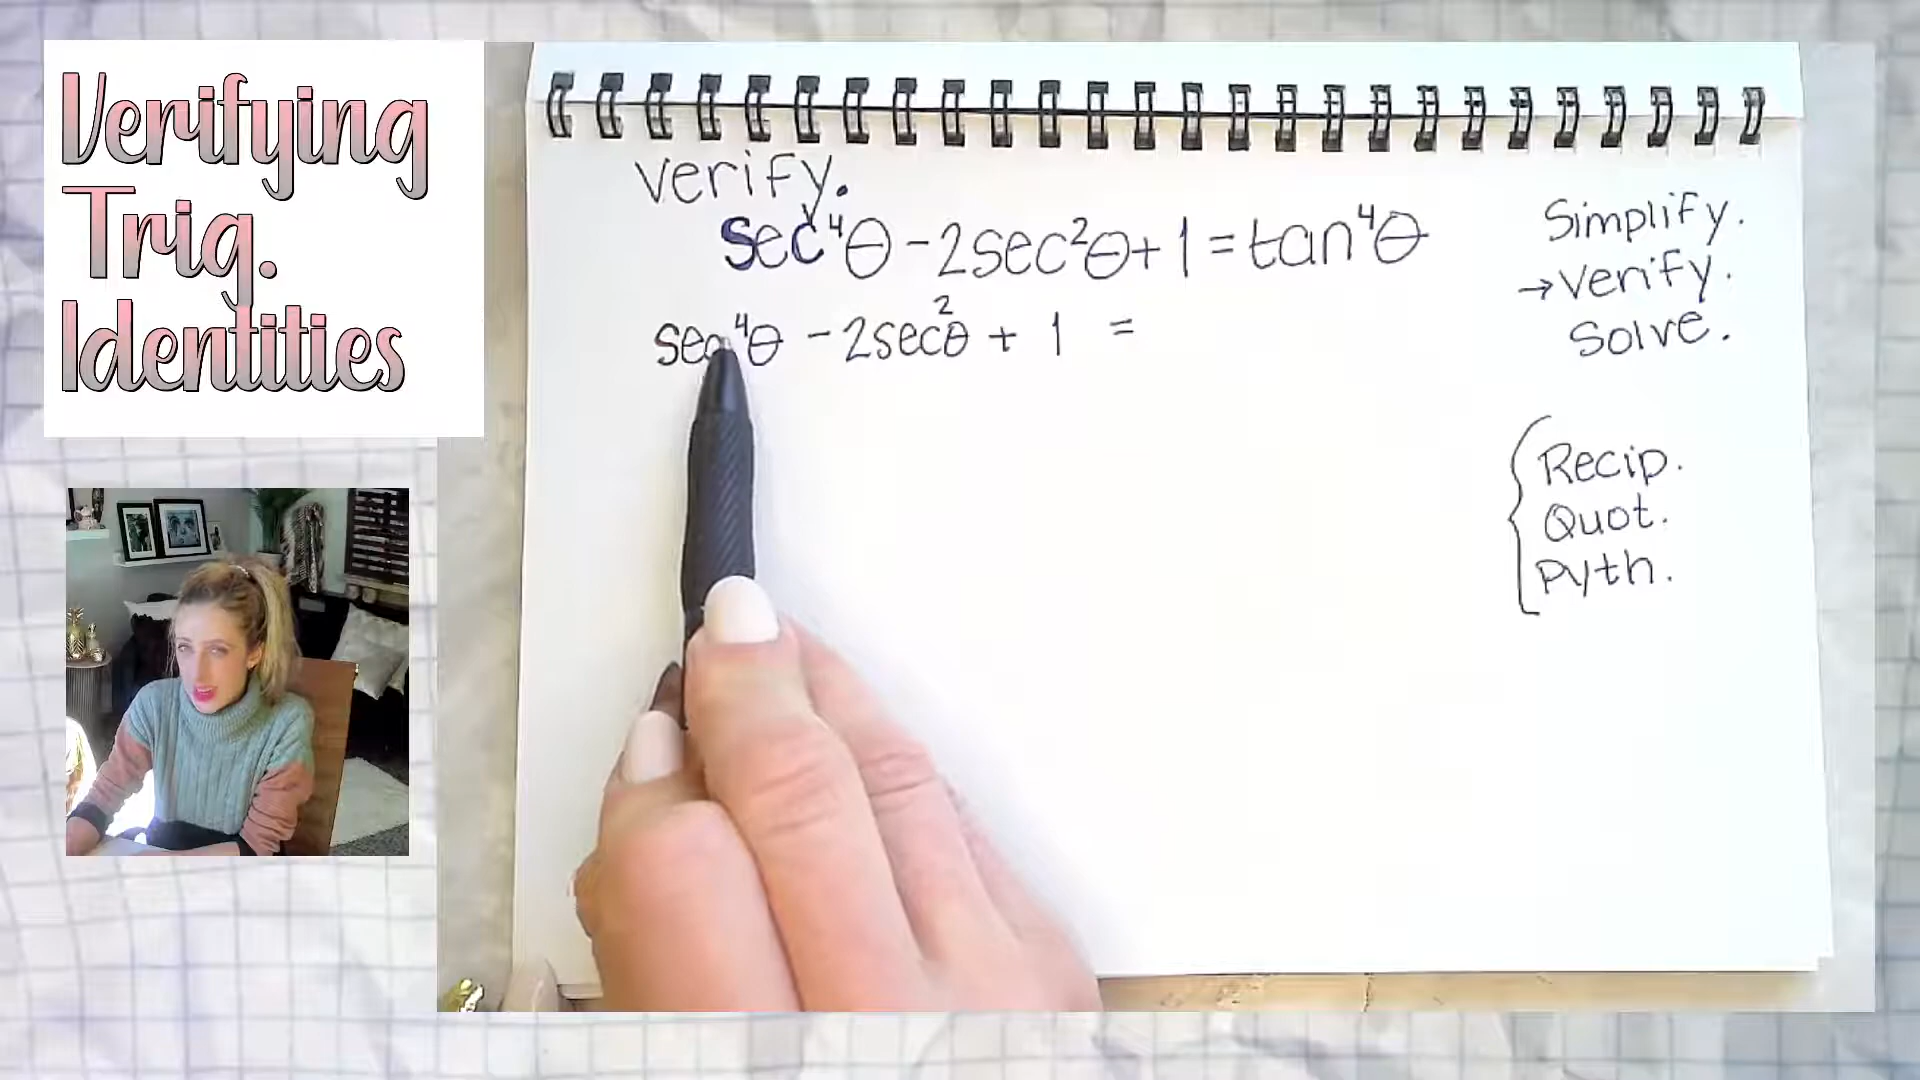 Verifying
Trig.
Identities
Verify.
sec⁴θ - 2sec²θ + 1 = tan⁴θ
sec⁴θ - 2sec²θ + 1 =
Simplify.
→ Verify.
Solve.
Recip.
Quot.
Pyth.